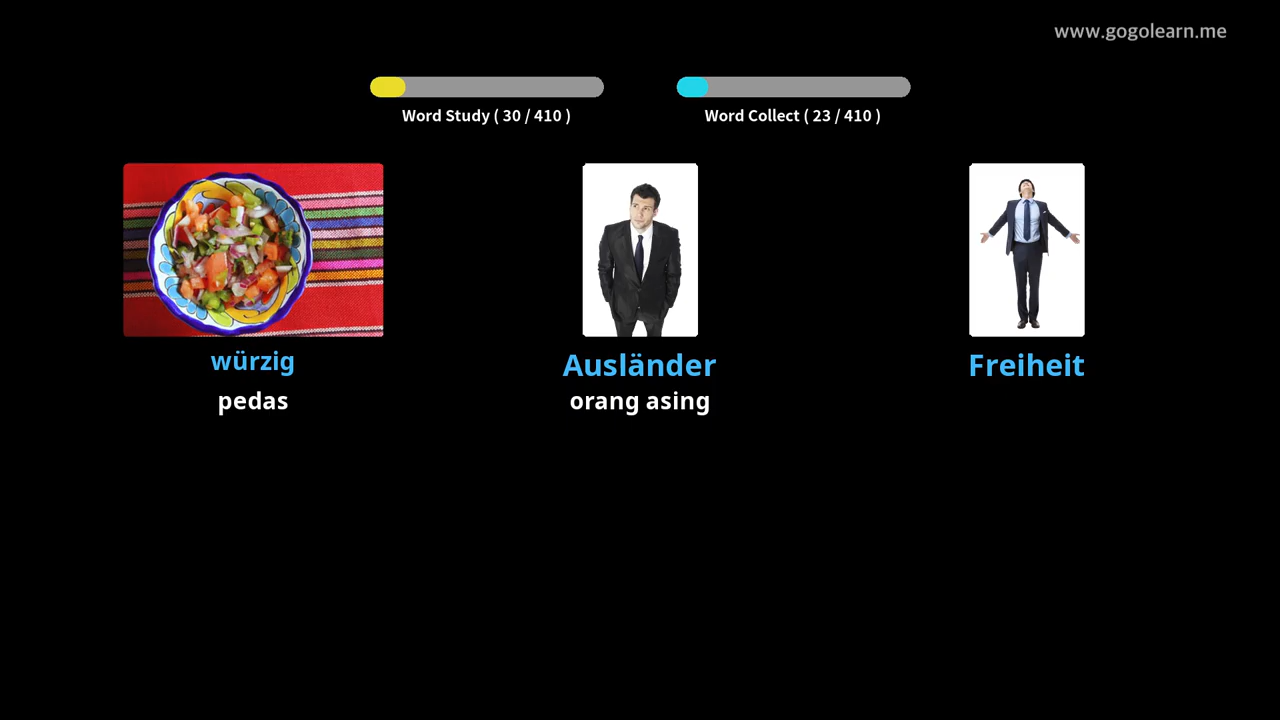 www.gogolearn.me
Word Study ( 30 / 410 )
Word Collect ( 23 / 410 )
würzig
Ausländer
Freiheit
pedas
orang asing